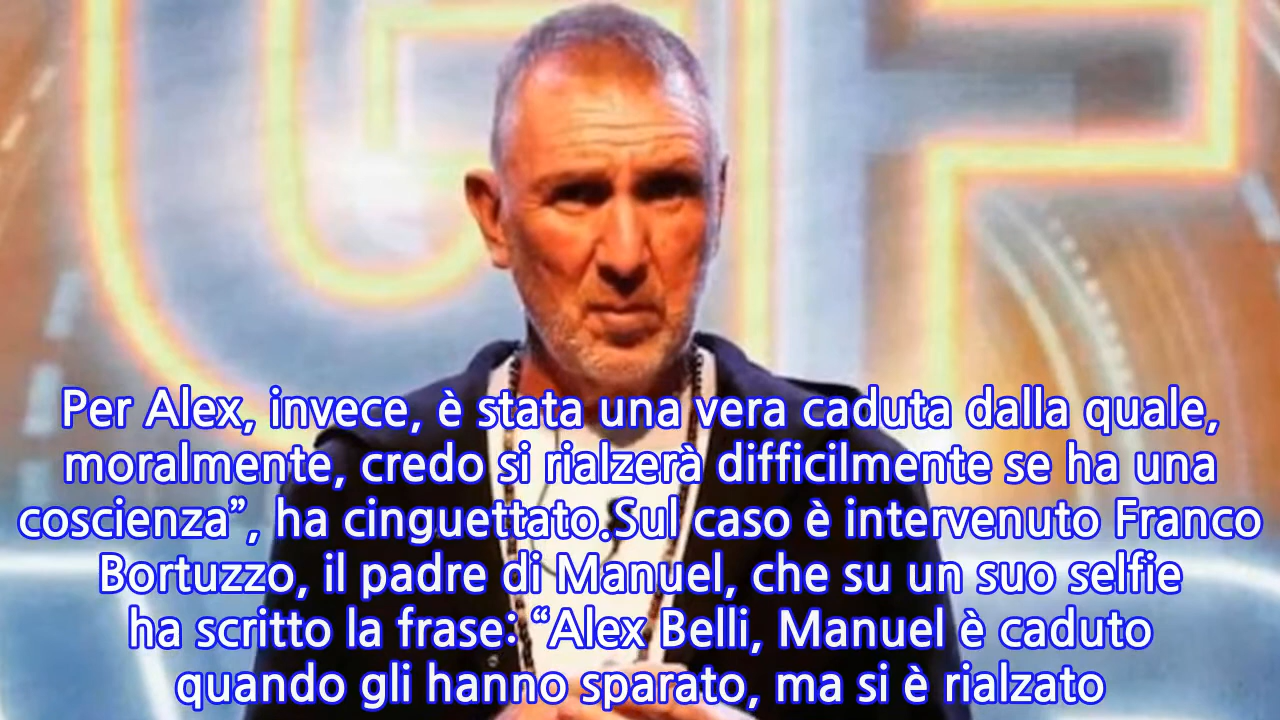 GF
Per Alex, invece, è stata una vera caduta dalla quale,
moralmente, credo si rialzerà difficilmente se ha una
coscienza”, ha cinguettato.Sul caso è intervenuto Franco
Bortuzzo, il padre di Manuel, che su un suo selfie
ha scritto la frase: “Alex Belli, Manuel è caduto
quando gli hanno sparato, ma si è rialzato